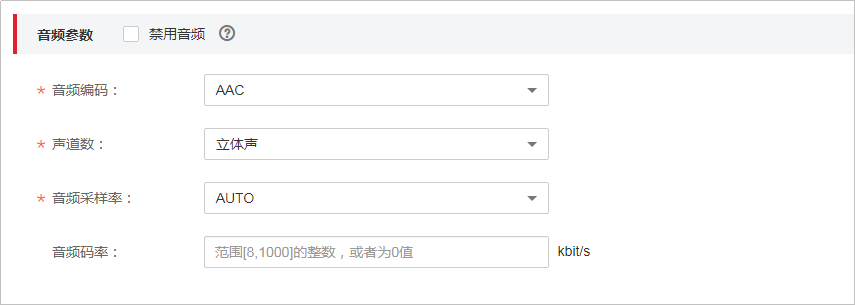 音频参数 禁用音频 ?
* 音频编码： AAC
* 声道数： 立体声
* 音频采样率： AUTO
音频码率： 范围[8,1000]的整数，或者为0值 kbit/s